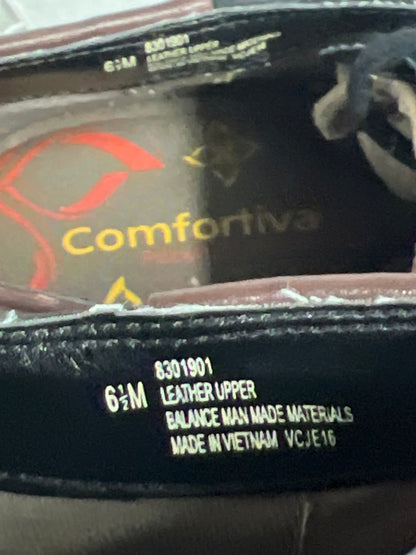 8301901
6½M LEATHER UPPER
Comfortiva
8301901
6½M LEATHER UPPER
BALANCE MAN MADE MATERIALS
MADE IN VIETNAM VCJE16